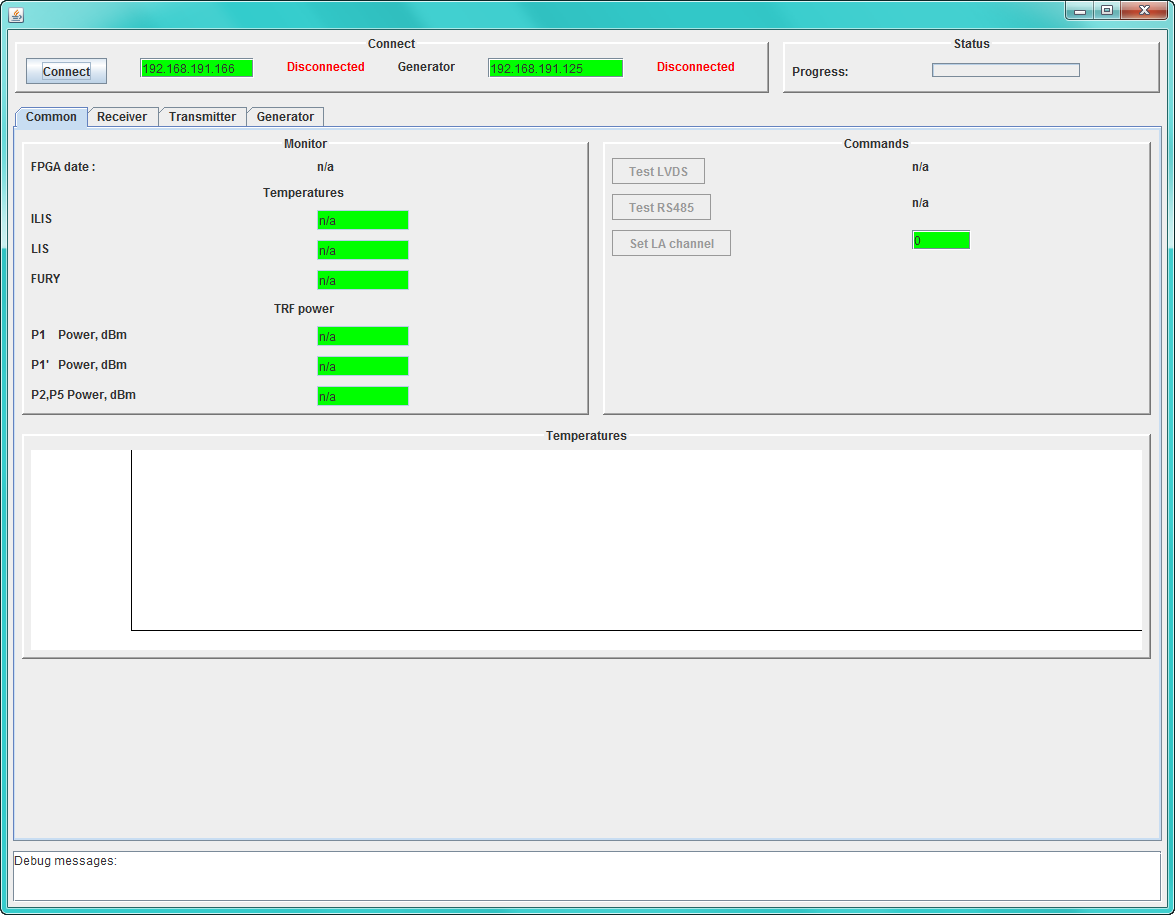 Connect
Status
Connect 192.168.191.166 Disconnected Generator 192.168.191.125 Disconnected
Progress:
Common Receiver Transmitter Generator
Monitor
FPGA date : n/a
Temperatures
ILIS n/a
LIS n/a
FURY n/a
TRF power
P1 Power, dBm n/a
P1' Power, dBm n/a
P2,P5 Power, dBm n/a
Commands
Test LVDS n/a
Test RS485 n/a
Set LA channel 0
Temperatures
Debug messages: